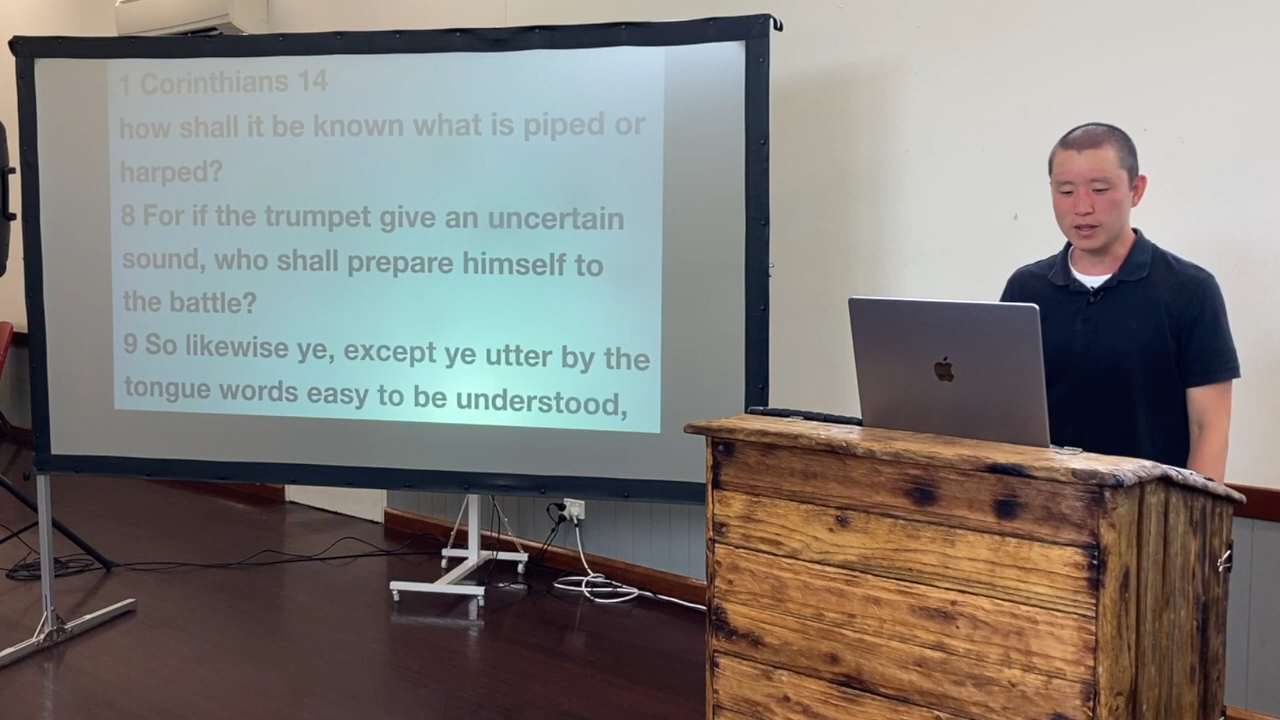 1 Corinthians 14
how shall it be known what is piped or
harped?
8 For if the trumpet give an uncertain
sound, who shall prepare himself to
the battle?
9 So likewise ye, except ye utter by the
tongue words easy to be understood,